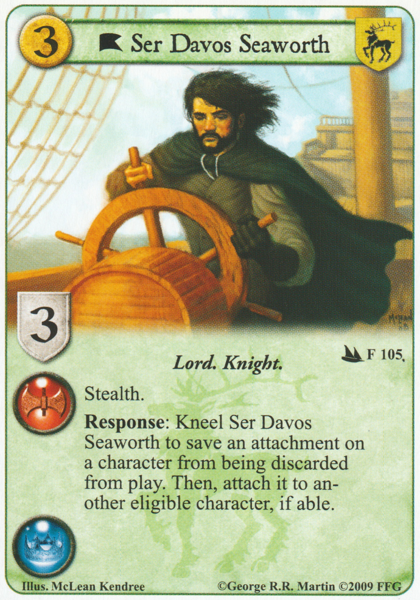 3 Ser Davos Seaworth
3
Lord. Knight.
F 105
Stealth.
Response: Kneel Ser Davos
Seaworth to save an attachment on
a character from being discarded
from play. Then, attach it to an-
other eligible character, if able.
Illus. McLean Kendree ©George R.R. Martin ©2009 FFG